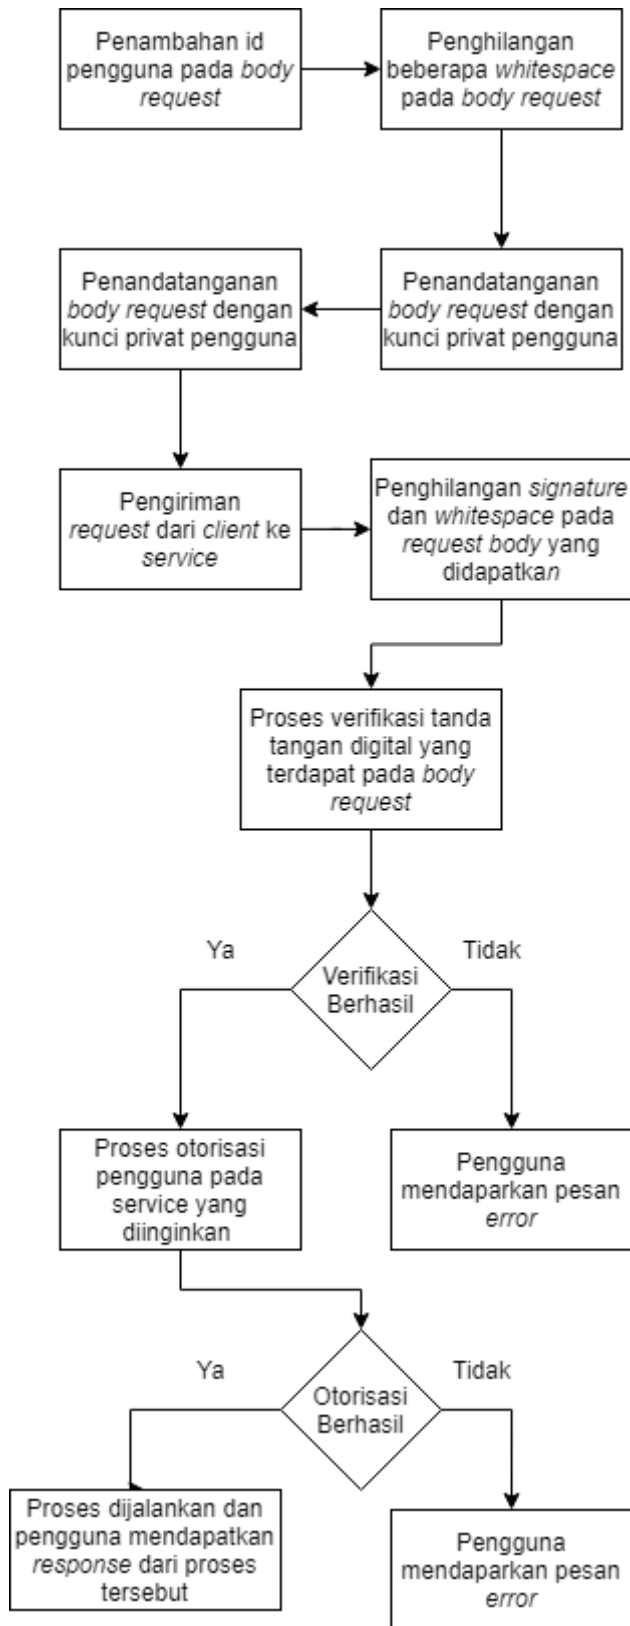 Penambahan id
pengguna pada body
request
Penghilangan
beberapa whitespace
pada body request
Penandatanganan
body request dengan
kunci privat pengguna
Penandatanganan
body request dengan
kunci privat pengguna
Pengiriman
request dari client ke
service
Penghilangan signature
dan whitespace pada
request body yang
didapatkan
Proses verifikasi tanda
tangan digital yang
terdapat pada body
request
Ya
Tidak
Verifikasi
Berhasil
Proses otorisasi
pengguna pada
service yang
diinginkan
Pengguna
mendaparkan pesan
error
Ya
Tidak
Otorisasi
Berhasil
Proses dijalankan dan
pengguna mendapatkan
response dari proses
tersebut
Pengguna
mendaparkan pesan
error